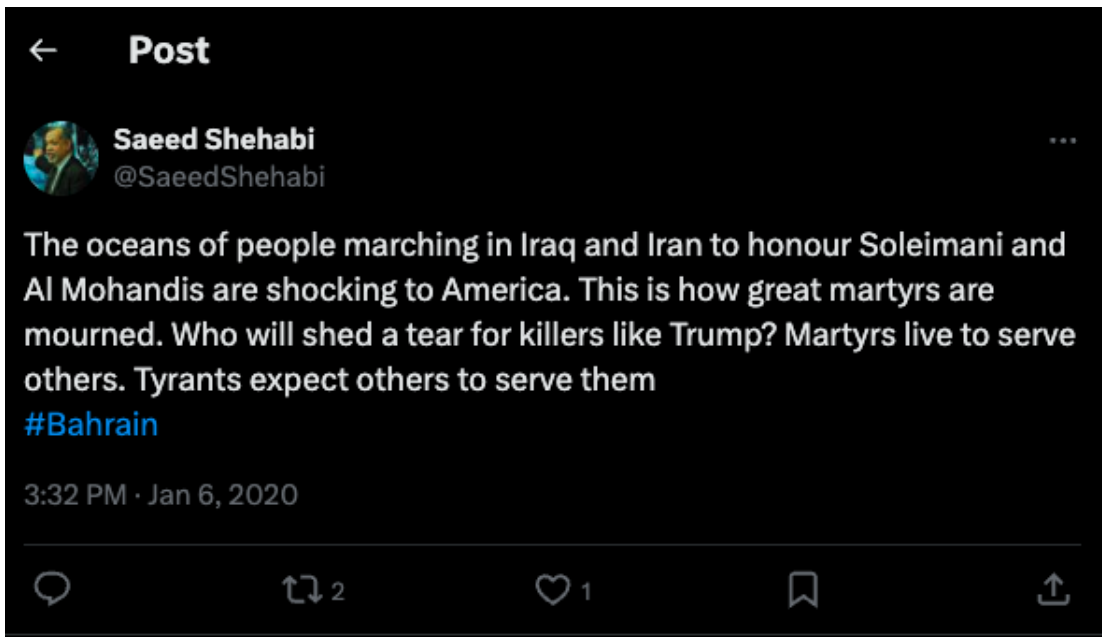 Post
Saeed Shehabi
@SaeedShehabi
The oceans of people marching in Iraq and Iran to honour Soleimani and
Al Mohandis are shocking to America. This is how great martyrs are
mourned. Who will shed a tear for killers like Trump? Martyrs live to serve
others. Tyrants expect others to serve them
#Bahrain
3:32 PM · Jan 6, 2020
2 1